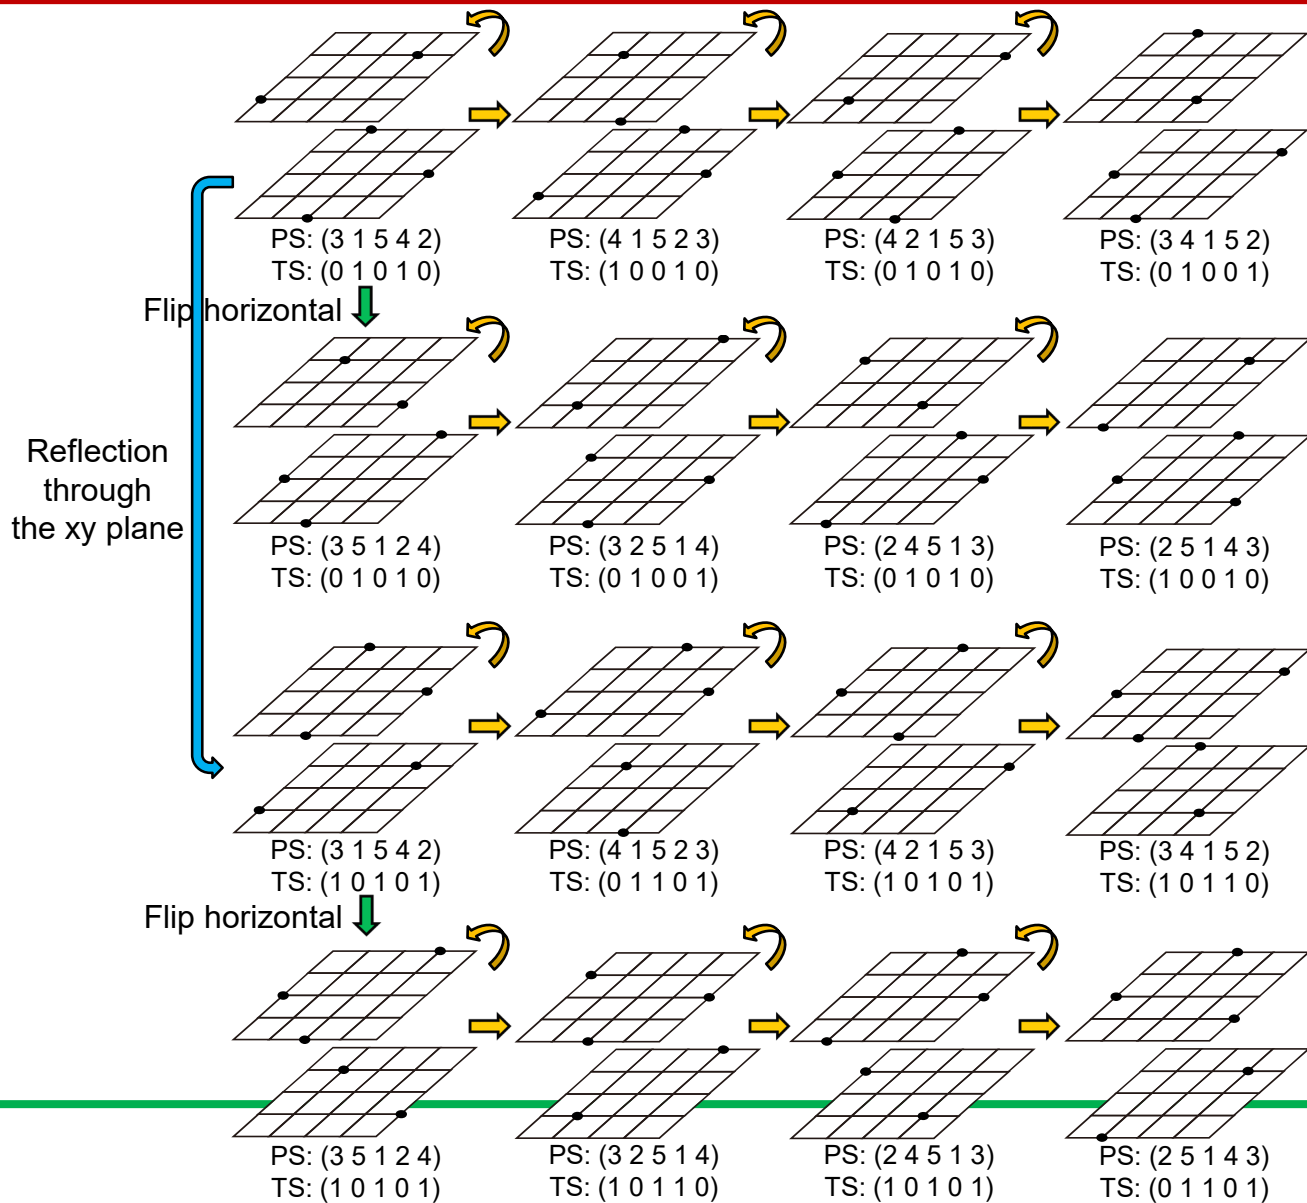 PS: (3 1 5 4 2) PS: (4 1 5 2 3) PS: (4 2 1 5 3) PS: (3 4 1 5 2)
TS: (0 1 0 1 0) TS: (1 0 0 1 0) TS: (0 1 0 1 0) TS: (0 1 0 0 1)
Flip horizontal
Reflection
through
the xy plane
PS: (3 5 1 2 4) PS: (3 2 5 1 4) PS: (2 4 5 1 3) PS: (2 5 1 4 3)
TS: (0 1 0 1 0) TS: (0 1 0 0 1) TS: (0 1 0 1 0) TS: (1 0 0 1 0)
PS: (3 1 5 4 2) PS: (4 1 5 2 3) PS: (4 2 1 5 3) PS: (3 4 1 5 2)
TS: (1 0 1 0 1) TS: (0 1 1 0 1) TS: (1 0 1 0 1) TS: (1 0 1 1 0)
Flip horizontal
PS: (3 5 1 2 4) PS: (3 2 5 1 4) PS: (2 4 5 1 3) PS: (2 5 1 4 3)
TS: (1 0 1 0 1) TS: (1 0 1 1 0) TS: (1 0 1 0 1) TS: (0 1 1 0 1)